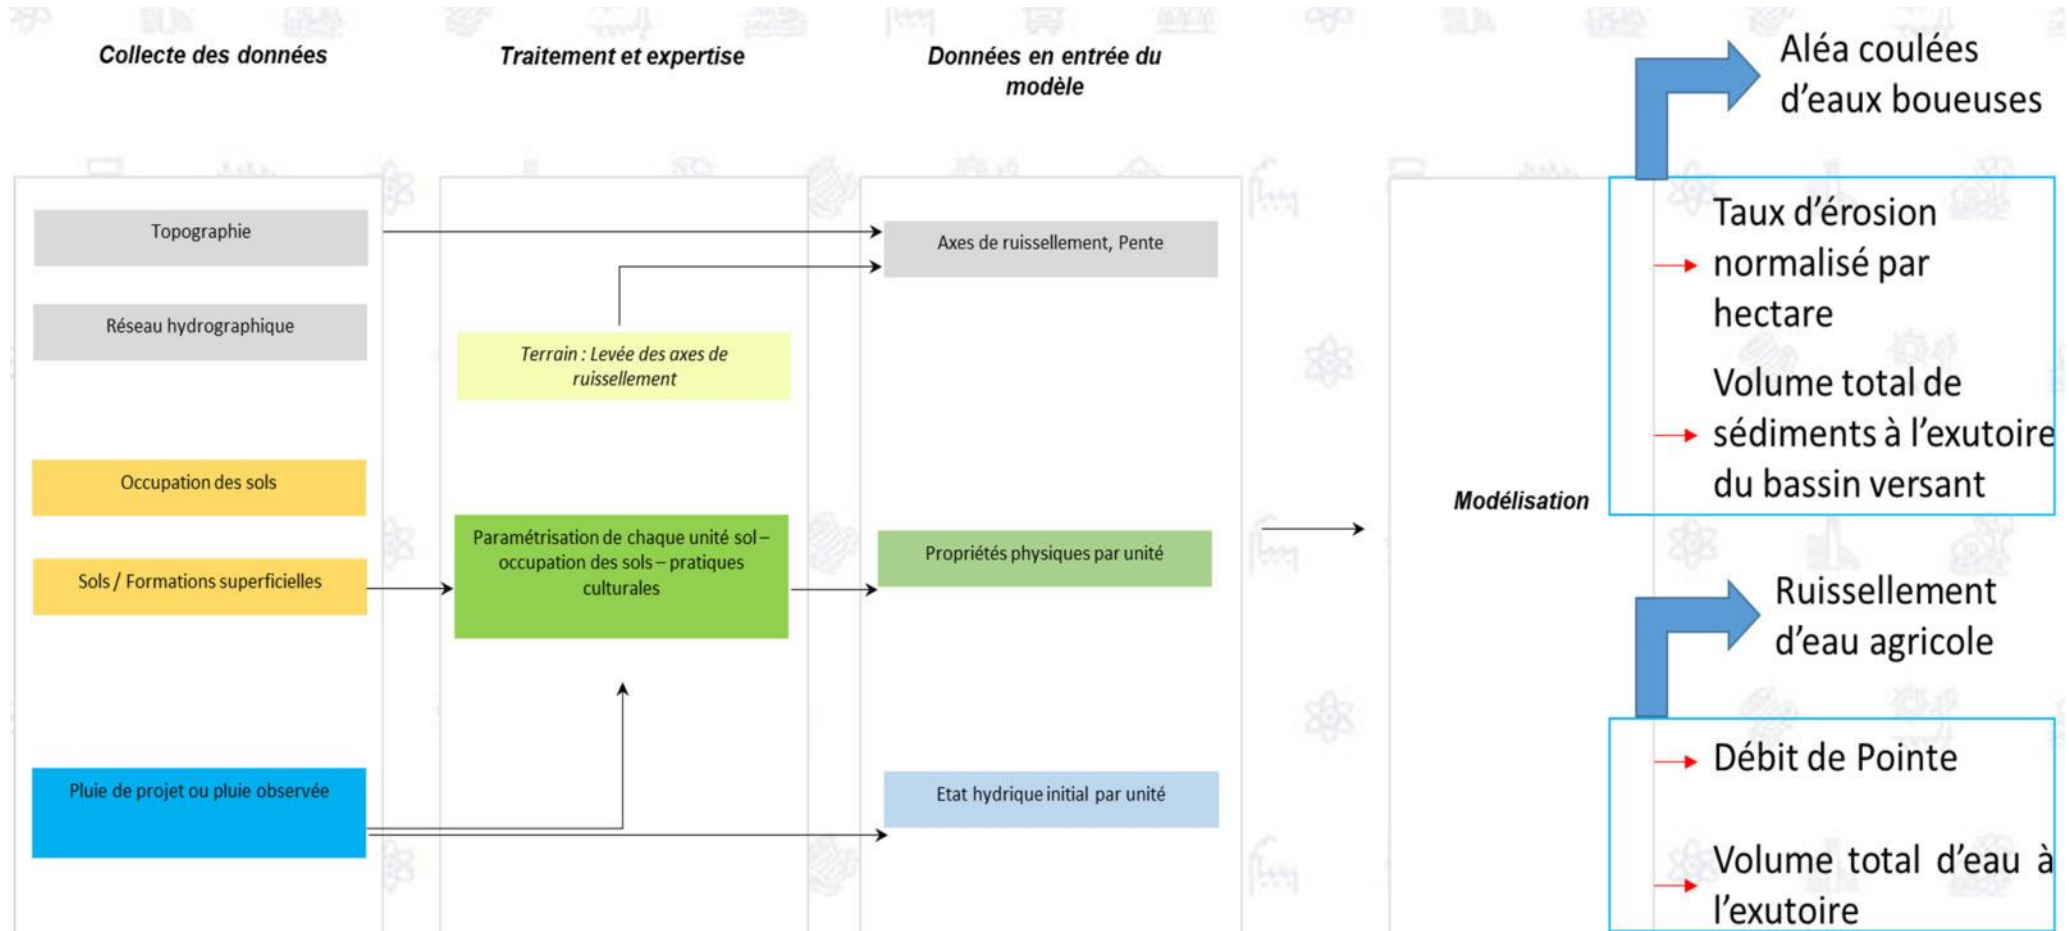 Collecte des données
Traitement et expertise
Données en entrée du
modèle
Topographie
Réseau hydrographique
Occupation des sols
Sols / Formations superficielles
Pluie de projet ou pluie observée
Terrain : Levée des axes de
ruissellement
Paramétrisation de chaque unité sol –
occupation des sols – pratiques
culturales
Axes de ruissellement, Pente
Propriétés physiques par unité
Etat hydrique initial par unité
Modélisation
Aléa coulées
d'eaux boueuses
Taux d'érosion
normalisé par
hectare
Volume total de
sédiments à l'exutoire
du bassin versant
Ruissellement
d'eau agricole
Débit de Pointe
Volume total d'eau à
l'exutoire